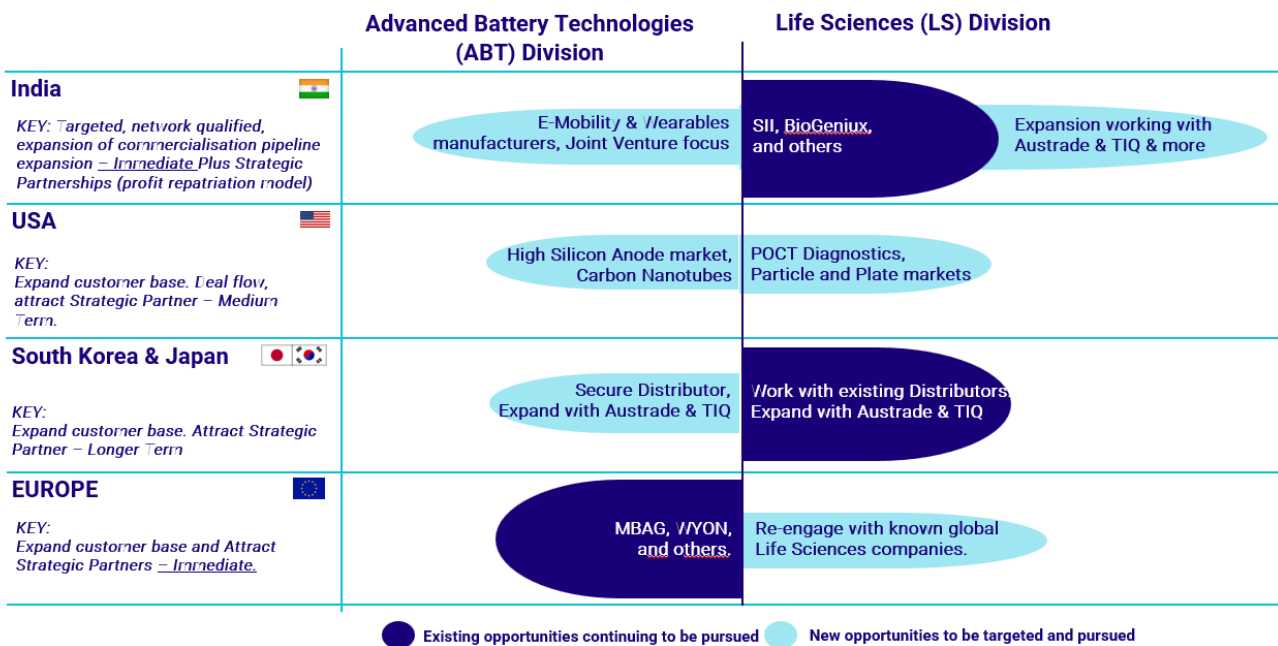 Advanced Battery Technologies
(ABT) Division
Life Sciences (LS) Division
India
KEY: Targeted, network qualified,
expansion of commercialisation pipeline
expansion – Immediate Plus Strategic
Partnerships (profit repatriation model)
E-Mobility & Wearables
manufacturers, Joint Venture focus
SII, BioGeniux,
and others
Expansion working with
Austrade & TIQ & more
USA
KEY:
Expand customer base. Deal flow,
attract Strategic Partner – Medium
Term.
High Silicon Anode market,
Carbon Nanotubes
POCT Diagnostics,
Particle and Plate markets
South Korea & Japan
KEY:
Expand customer base. Attract Strategic
Partner – Longer Term
Secure Distributor,
Expand with Austrade & TIQ
Work with existing Distributors.
Expand with Austrade & TIQ
EUROPE
KEY:
Expand customer base and Attract
Strategic Partners – Immediate.
MBAG, WYON,
and others.
Re-engage with known global
Life Sciences companies.
Existing opportunities continuing to be pursued
New opportunities to be targeted and pursued